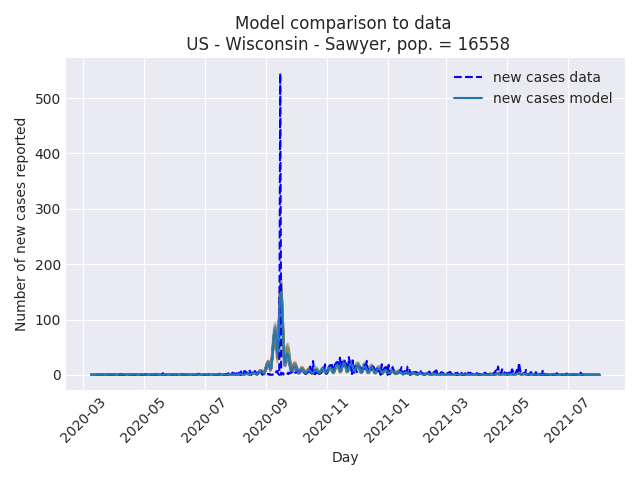 Model comparison to data
US - Wisconsin - Sawyer, pop. = 16558
new cases data
new cases model
Number of new cases reported
500
400
300
200
100
0
2020-03
2020-05
2020-07
2020-09
2020-11
2021-01
2021-03
2021-05
2021-07
Day